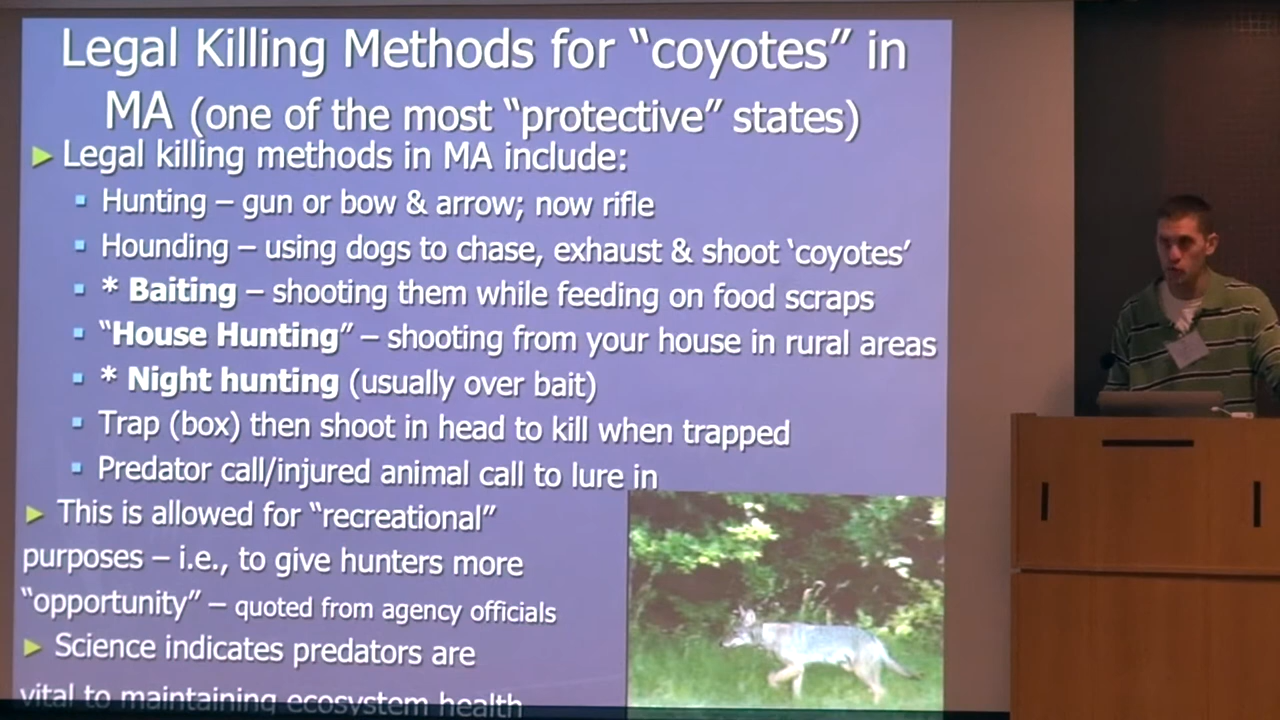 Legal Killing Methods for “coyotes” in
MA (one of the most “protective” states)
► Legal killing methods in MA include:
▪ Hunting – gun or bow & arrow; now rifle
▪ Hounding – using dogs to chase, exhaust & shoot ‘coyotes’
▪ * Baiting – shooting them while feeding on food scraps
▪ “House Hunting” – shooting from your house in rural areas
▪ * Night hunting (usually over bait)
▪ Trap (box) then shoot in head to kill when trapped
▪ Predator call/injured animal call to lure in
► This is allowed for “recreational”
purposes – i.e., to give hunters more
“opportunity” – quoted from agency officials
► Science indicates predators are
vital to maintaining ecosystem health